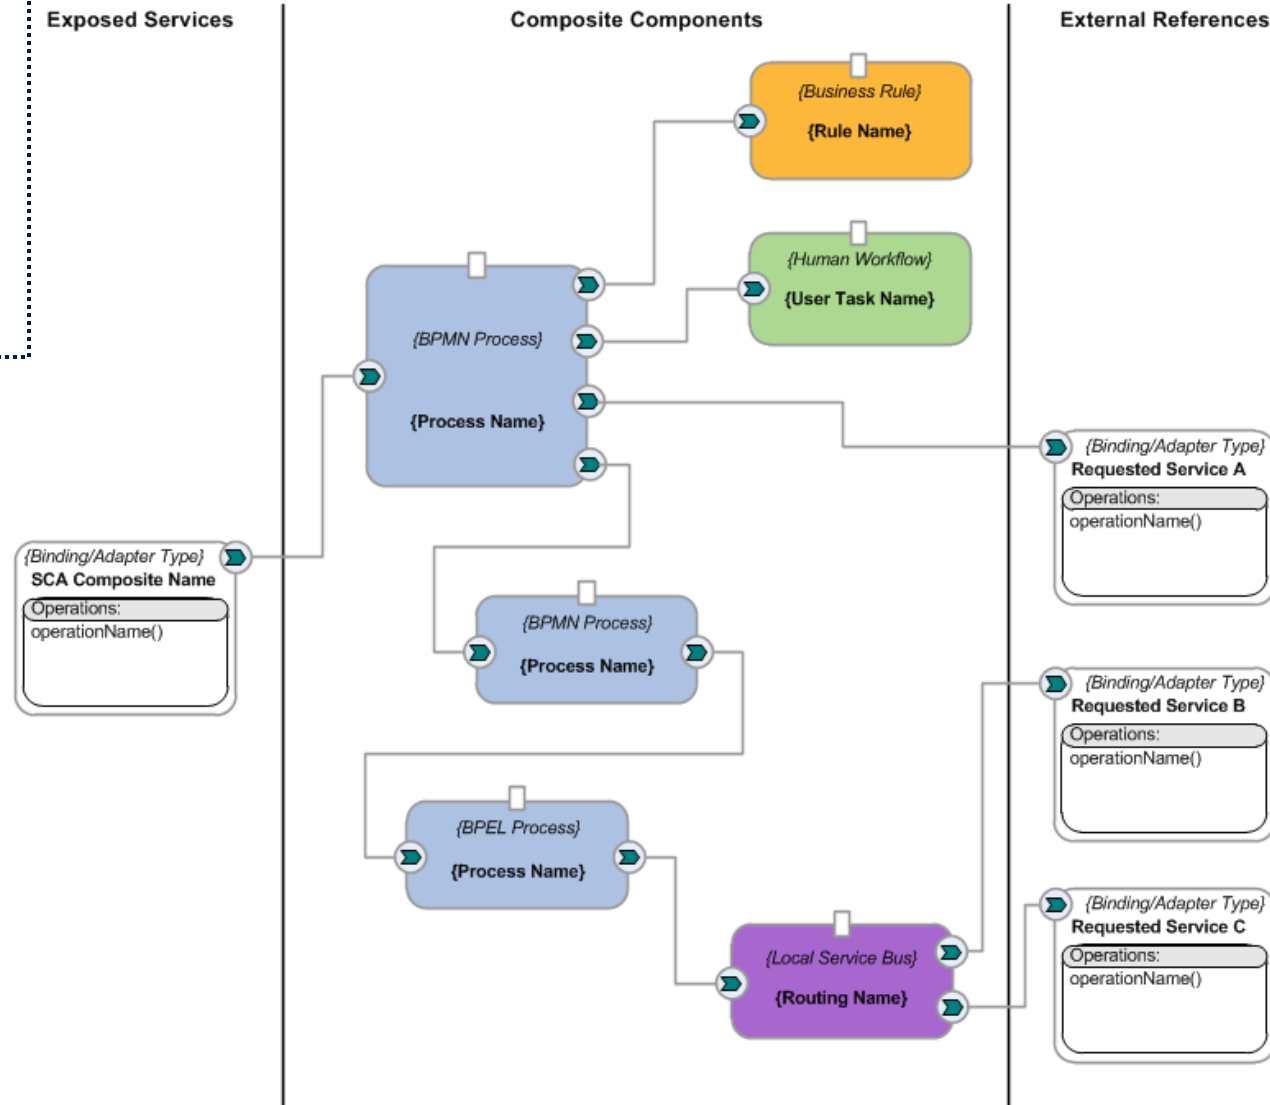 Exposed Services
Composite Components
External References
{Business Rule}
{Rule Name}
{Human Workflow}
{User Task Name}
{BPMN Process}
{Process Name}
{Binding/Adapter Type}
Requested Service A
Operations:
operationName()
{Binding/Adapter Type}
SCA Composite Name
Operations:
operationName()
{BPMN Process}
{Process Name}
{Binding/Adapter Type}
Requested Service B
Operations:
operationName()
{BPEL Process}
{Process Name}
{Binding/Adapter Type}
Requested Service C
Operations:
operationName()
{Local Service Bus}
{Routing Name}